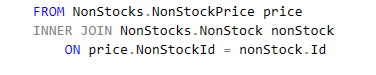 FROM NonStocks.NonStockPrice price
INNER JOIN NonStocks.NonStock nonStock
ON price.NonStockId = nonStock.Id